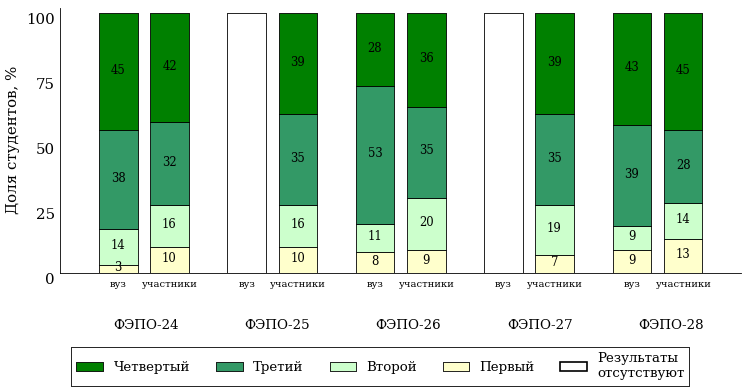 Доля студентов, %
100
75
50
25
0
45 42 39 28 36 39 43 45
38 32 35 53 35 35 39 28
14 16 16 11 20 19 9 14
3 10 10 8 9 7 9 13
вуз участники вуз участники вуз участники вуз участники вуз участники
ФЭПО-24 ФЭПО-25 ФЭПО-26 ФЭПО-27 ФЭПО-28
Четвертый Третий Второй Первый Результаты
отсутствуют